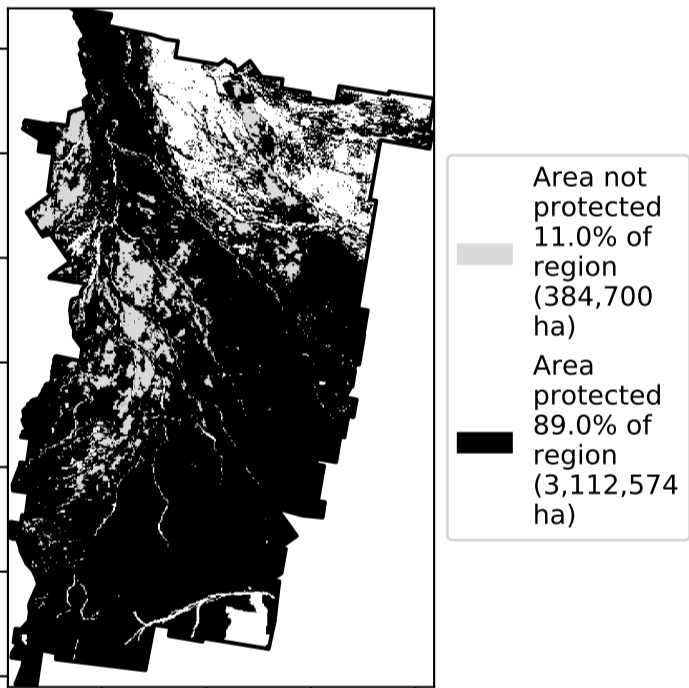 Area not
protected
11.0% of
region
(384,700
ha)
Area
protected
89.0% of
region
(3,112,574
ha)